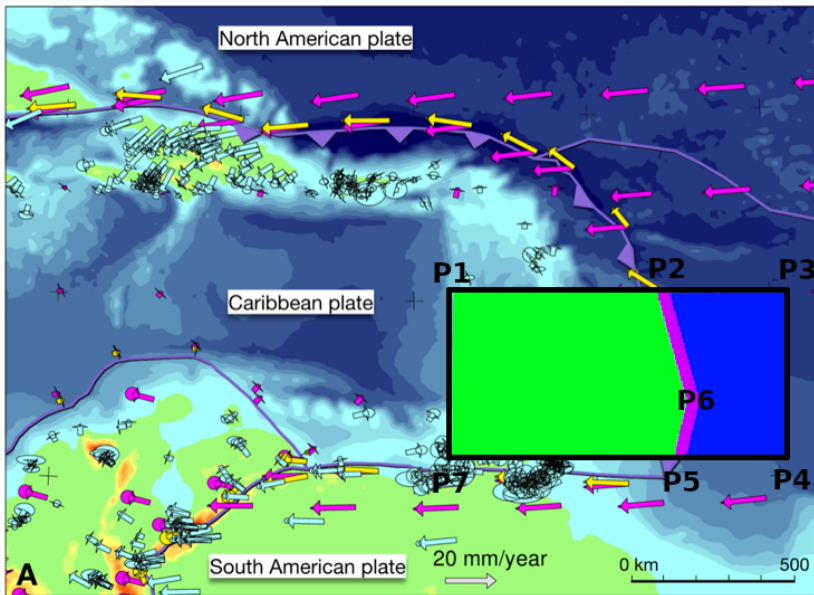 North American plate
P1
P2
P3
Caribbean plate
P6
P7
P5
P4
A
South American plate
20 mm/year
0 km
500